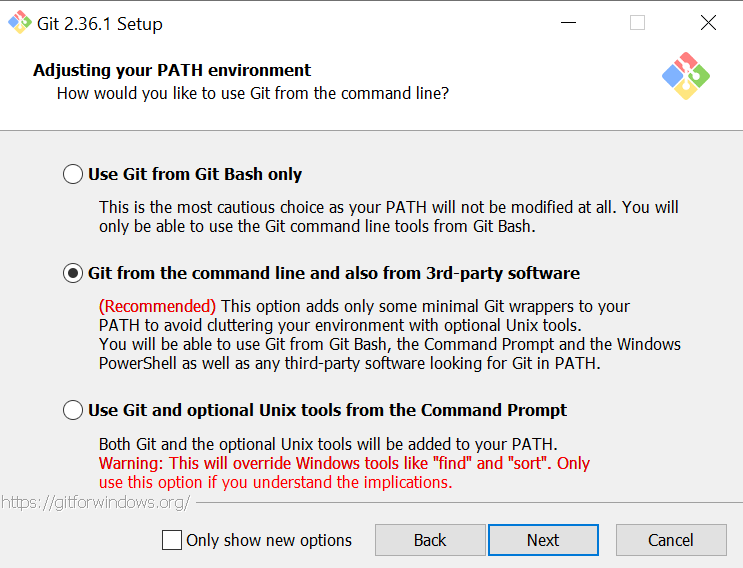 Git 2.36.1 Setup
Adjusting your PATH environment
How would you like to use Git from the command line?
Use Git from Git Bash only
This is the most cautious choice as your PATH will not be modified at all. You will
only be able to use the Git command line tools from Git Bash.
Git from the command line and also from 3rd-party software
(Recommended) This option adds only some minimal Git wrappers to your
PATH to avoid cluttering your environment with optional Unix tools.
You will be able to use Git from Git Bash, the Command Prompt and the Windows
PowerShell as well as any third-party software looking for Git in PATH.
Use Git and optional Unix tools from the Command Prompt
Both Git and the optional Unix tools will be added to your PATH.
Warning: This will override Windows tools like "find" and "sort". Only
use this option if you understand the implications.
https://gitforwindows.org/
Only show new options Back Next Cancel